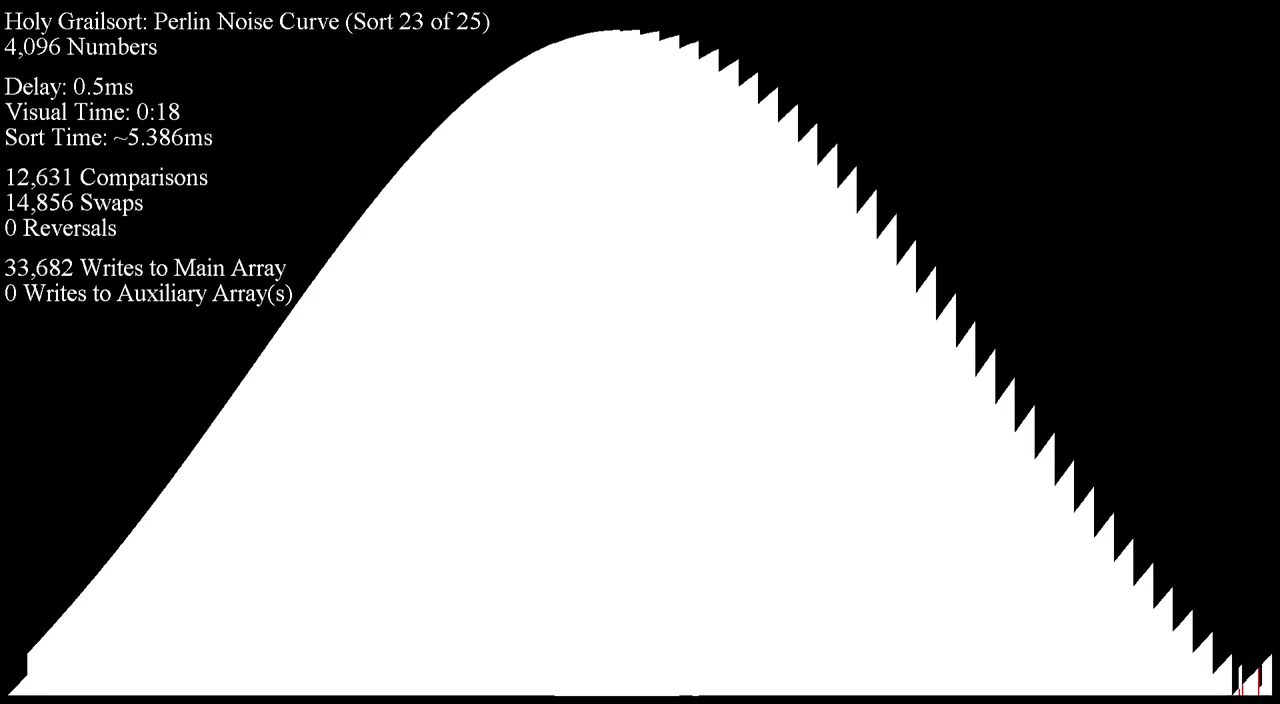 Holy Grailsort: Perlin Noise Curve (Sort 23 of 25)
4,096 Numbers
Delay: 0.5ms
Visual Time: 0:18
Sort Time: ~5.386ms
12,631 Comparisons
14,856 Swaps
0 Reversals
33,682 Writes to Main Array
0 Writes to Auxiliary Array(s)